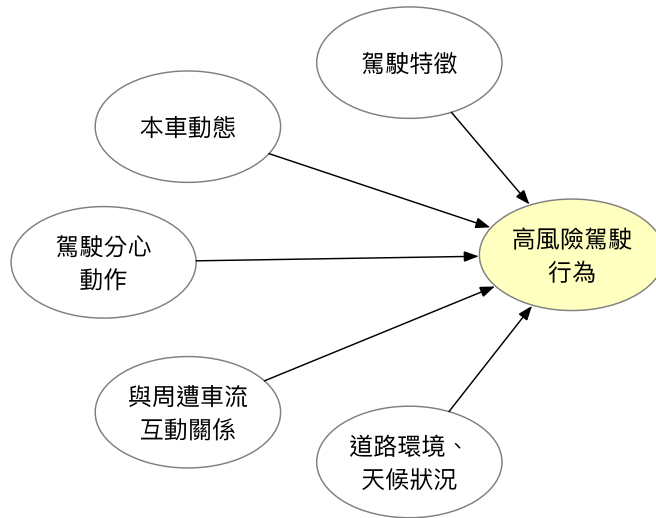 駕駛特徵
本車動態
駕駛分心
動作
高風險駕駛
行為
與周遭車流
互動關係
道路環境、
天候狀況